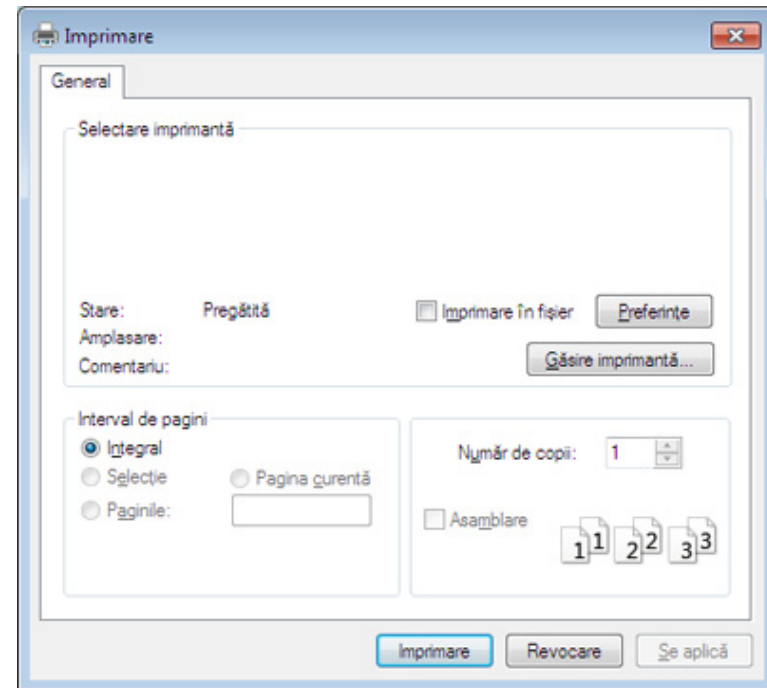 Imprimare
General
Selectare imprimantă
Stare: Pregătită
Imprimare în fișier
Preferințe
Amplasare:
Comentariu:
Găsire imprimantă...
Interval de pagini
Integral
Selecție
Pagina curentă
Paginile:
Număr de copii: 1
Asamblare
1 1 2 2 3 3
Imprimare
Revocare
Se aplică